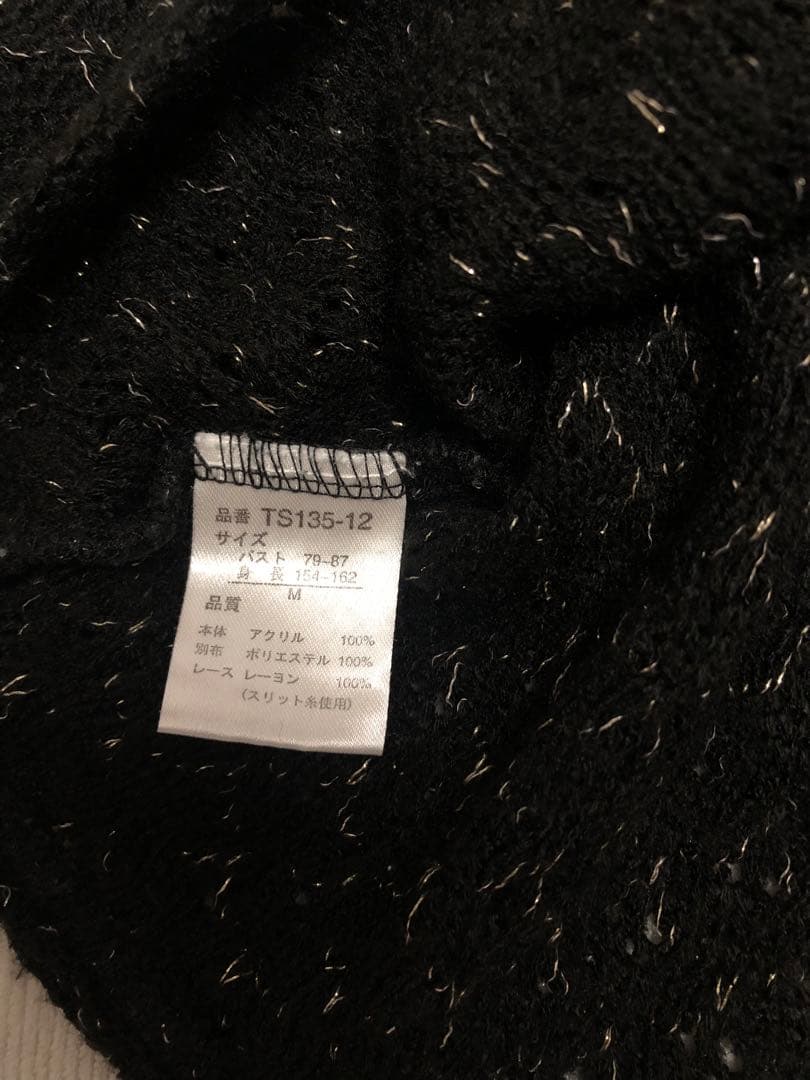 品番 TS135-12
サイズ
バスト 79-87
身長 154-162
M
品質
本体 アクリル 100%
別布 ポリエステル 100%
レース レーヨン 100%
(スリット糸使用)